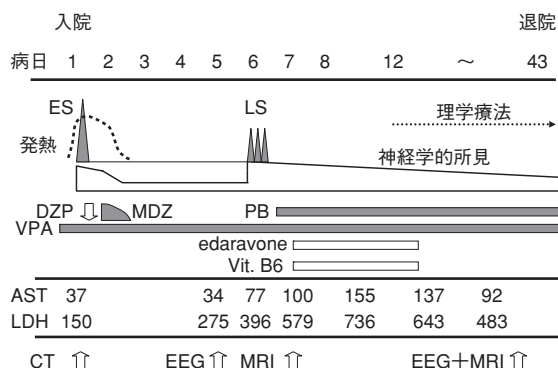 入院 退院
病日 1 2 3 4 5 6 7 8 12 ～ 43
ES LS
理学療法
発熱
神経学的所見
DZP MDZ PB
VPA
edaravone
Vit. B6
AST 37 34 77 100 155 137 92
LDH 150 275 396 579 736 643 483
CT EEG MRI EEG＋MRI